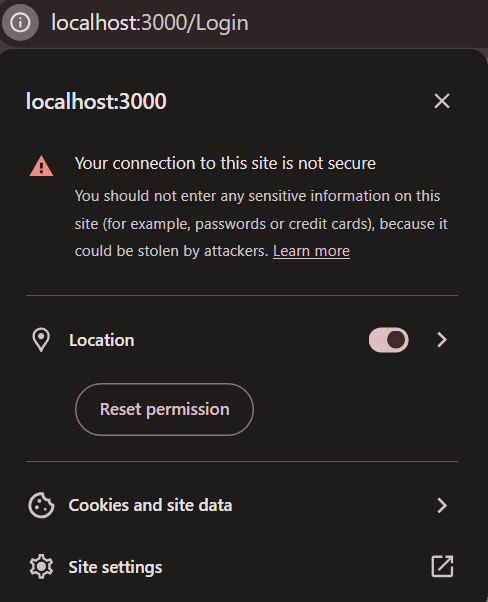 localhost:3000/Login
localhost:3000
Your connection to this site is not secure
You should not enter any sensitive information on this
site (for example, passwords or credit cards), because it
could be stolen by attackers. Learn more
Location
Reset permission
Cookies and site data
Site settings